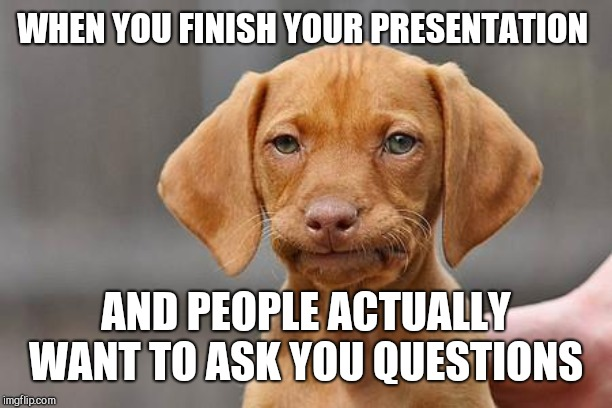 WHEN YOU FINISH YOUR PRESENTATION
AND PEOPLE ACTUALLY
WANT TO ASK YOU QUESTIONS
imgflip.com